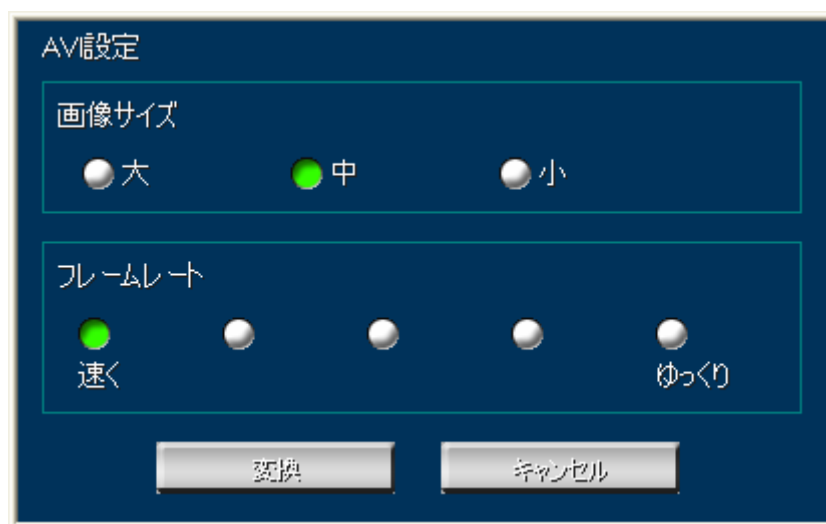 AVI設定
画像サイズ
大 中 小
フレームレート
速く ゆっくり
変換 キャンセル